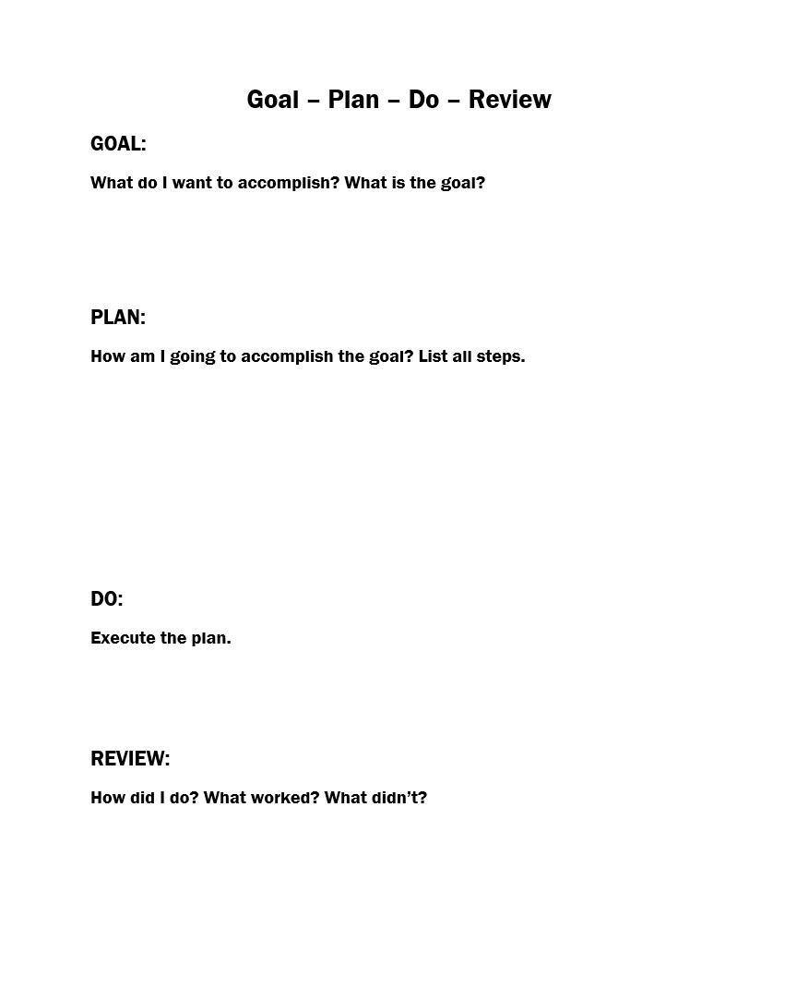 Goal – Plan – Do – Review
GOAL:
What do I want to accomplish? What is the goal?
PLAN:
How am I going to accomplish the goal? List all steps.
DO:
Execute the plan.
REVIEW:
How did I do? What worked? What didn’t?